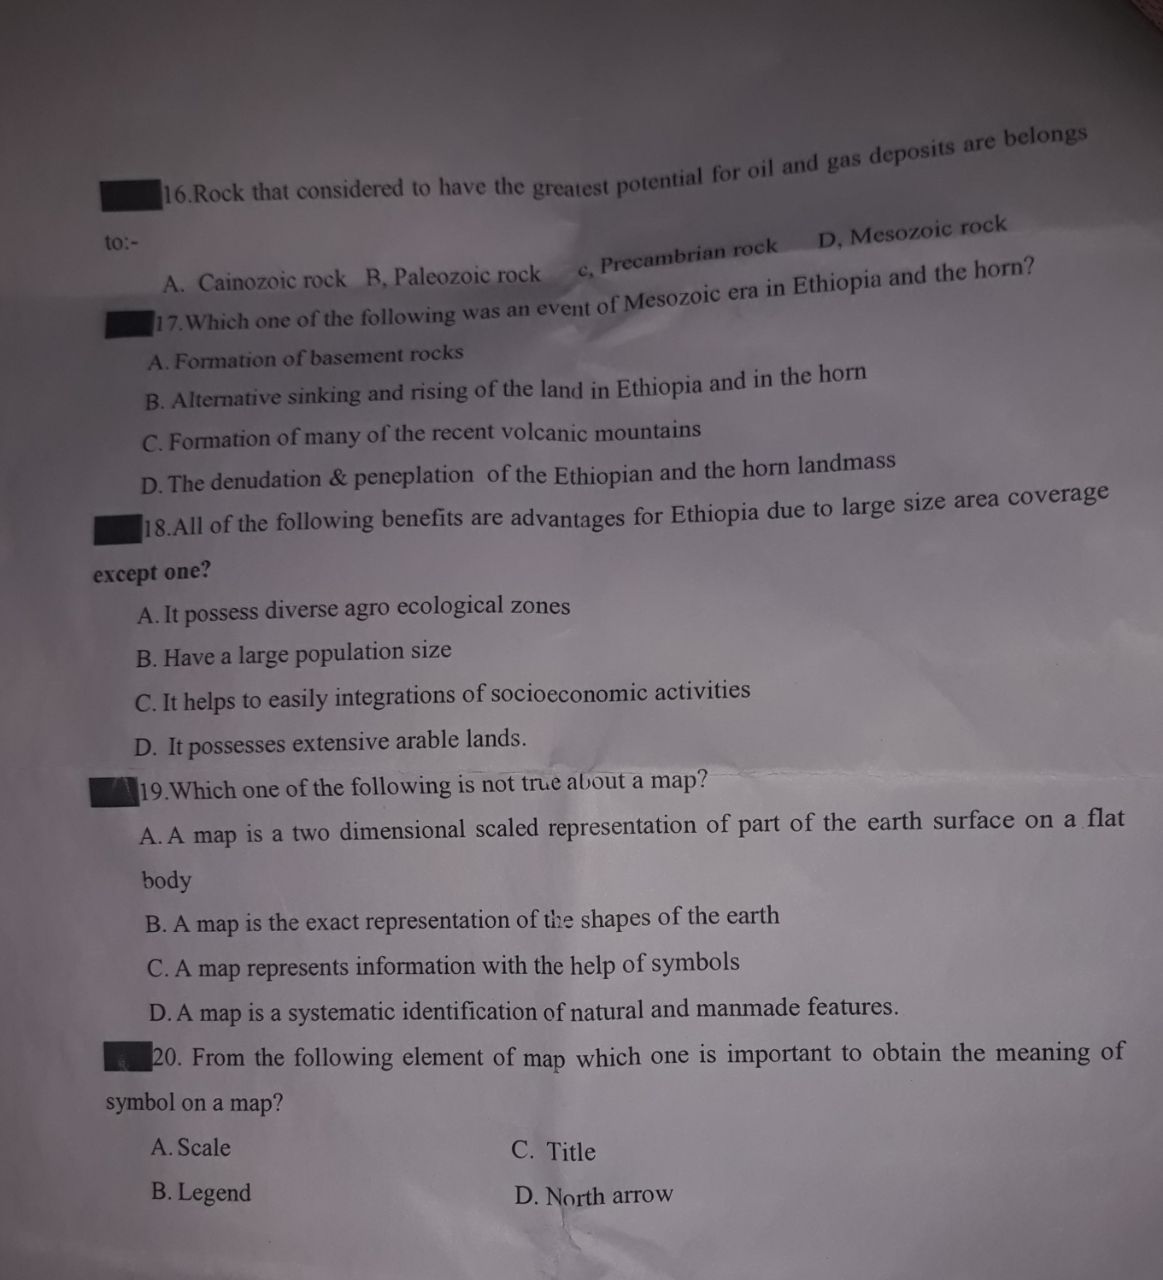 16.Rock that considered to have the greatest potential for oil and gas deposits are belongs
to:-
A. Cainozoic rock B, Paleozoic rock c, Precambrian rock D, Mesozoic rock
17.Which one of the following was an event of Mesozoic era in Ethiopia and the horn?
A. Formation of basement rocks
B. Alternative sinking and rising of the land in Ethiopia and in the horn
C. Formation of many of the recent volcanic mountains
D. The denudation & peneplation of the Ethiopian and the horn landmass
18.All of the following benefits are advantages for Ethiopia due to large size area coverage
except one?
A. It possess diverse agro ecological zones
B. Have a large population size
C. It helps to easily integrations of socioeconomic activities
D. It possesses extensive arable lands.
19.Which one of the following is not true about a map?
A. A map is a two dimensional scaled representation of part of the earth surface on a flat
body
B. A map is the exact representation of the shapes of the earth
C. A map represents information with the help of symbols
D. A map is a systematic identification of natural and manmade features.
20. From the following element of map which one is important to obtain the meaning of
symbol on a map?
A. Scale C. Title
B. Legend D. North arrow